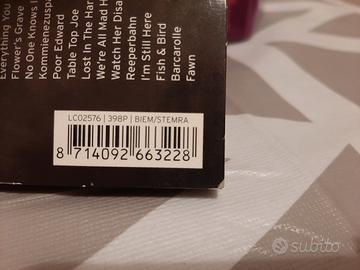 Everything You
Flower's Grave
No One Knows I
Kommienezuspa
Poor Edward
Table Top Joe
Lost In The Har
We're All Mad H
Watch Her Disa
Reeperbahn
I'm Still Here
Fish & Bird
Barcarolle
Fawn
LC02576 | 398P | BIEM/STEMRA
8 714092 663228
subito